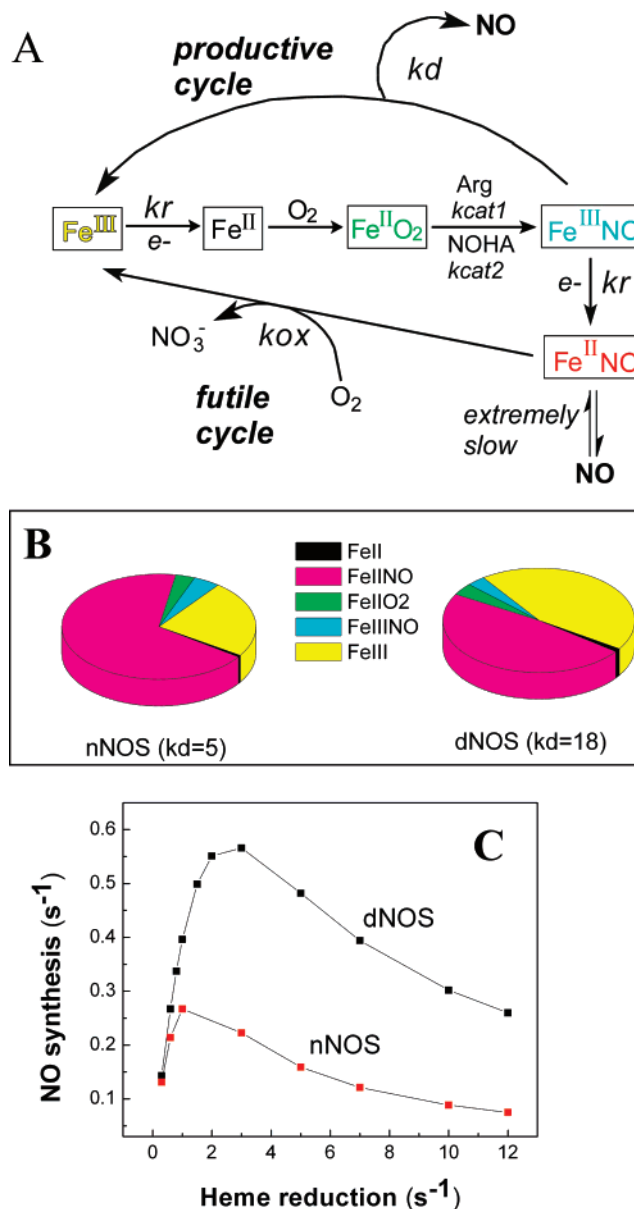 A
productive
cycle
NO
kd
Fe^III
kr
e-
Fe^II
O₂
Fe^IIO₂
Arg
kcat1
NOHA
kcat2
Fe^IIINO
e-
kr
Fe^IINO
NO₃⁻
kox
O₂
futile
cycle
extremely
slow
NO
B
FeII
FeIINO
FeIIO2
FeIIINO
FeIII
nNOS (kd=5)
dNOS (kd=18)
C
NO synthesis (s⁻¹)
0.6
0.5
0.4
0.3
0.2
0.1
dNOS
nNOS
0 2 4 6 8 10 12
Heme reduction (s⁻¹)